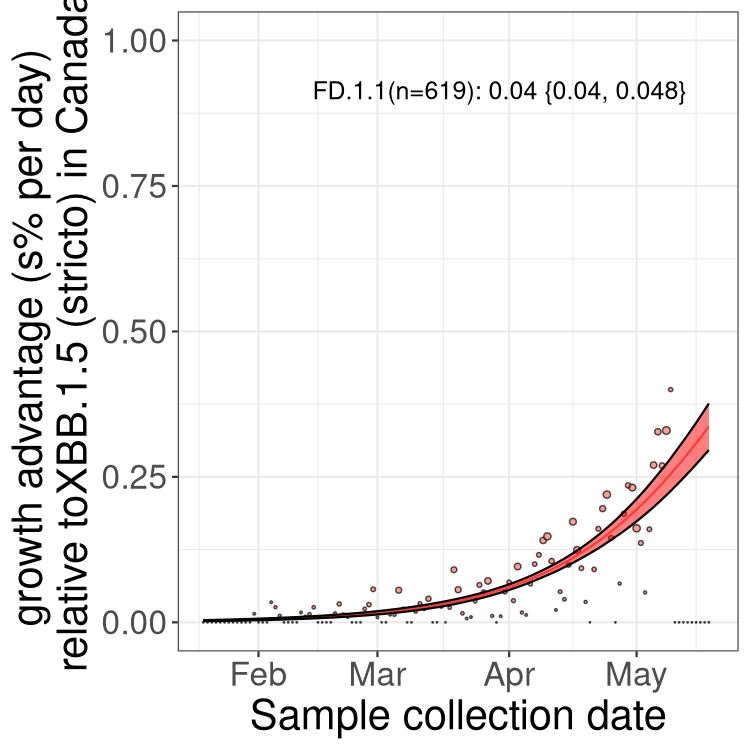 growth advantage (s% per day)
relative toXBB.1.5 (stricto) in Canada
1.00
FD.1.1(n=619): 0.04 {0.04, 0.048}
0.75
0.50
0.25
0.00
Feb Mar Apr May
Sample collection date